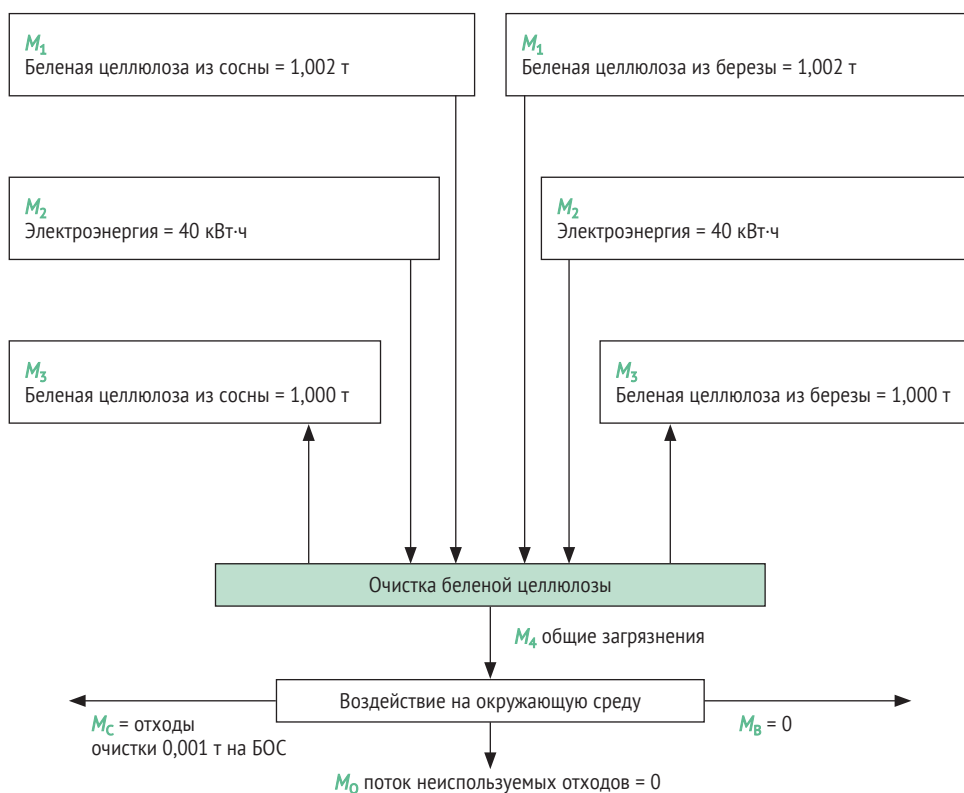 M₁
Беленая целлюлоза из сосны = 1,002 т
M₁
Беленая целлюлоза из березы = 1,002 т
M₂
Электроэнергия = 40 кВт·ч
M₂
Электроэнергия = 40 кВт·ч
M₃
Беленая целлюлоза из сосны = 1,000 т
M₃
Беленая целлюлоза из березы = 1,000 т
Очистка беленой целлюлозы
M₄ общие загрязнения
Воздействие на окружающую среду
M_С = отходы
очистки 0,001 т на БОС
M_В = 0
M_О поток неиспользуемых отходов = 0